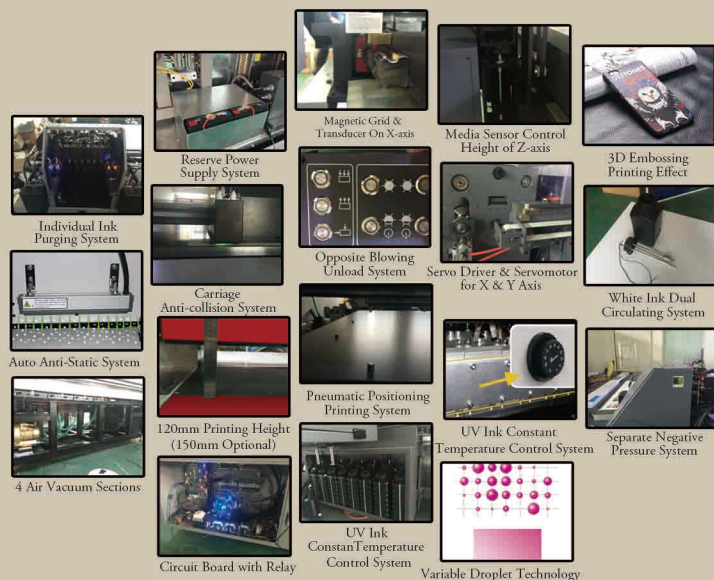 Individual Ink
Purging System
Auto Anti-Static System
4 Air Vacuum Sections
Reserve Power
Supply System
Carriage
Anti-collision System
120mm Printing Height
(150mm Optional)
Circuit Board with Relay
Magnetic Grid &
Transducer On X-axis
Opposite Blowing
Unload System
Pneumatic Positioning
Printing System
UV Ink
ConstanTemperature
Control System
Media Sensor Control
Height of Z-axis
Servo Driver & Servomotor
for X & Y Axis
UV Ink Constant
Temperature Control System
Variable Droplet Technology
3D Embossing
Printing Effect
White Ink Dual
Circulating System
Separate Negative
Pressure System